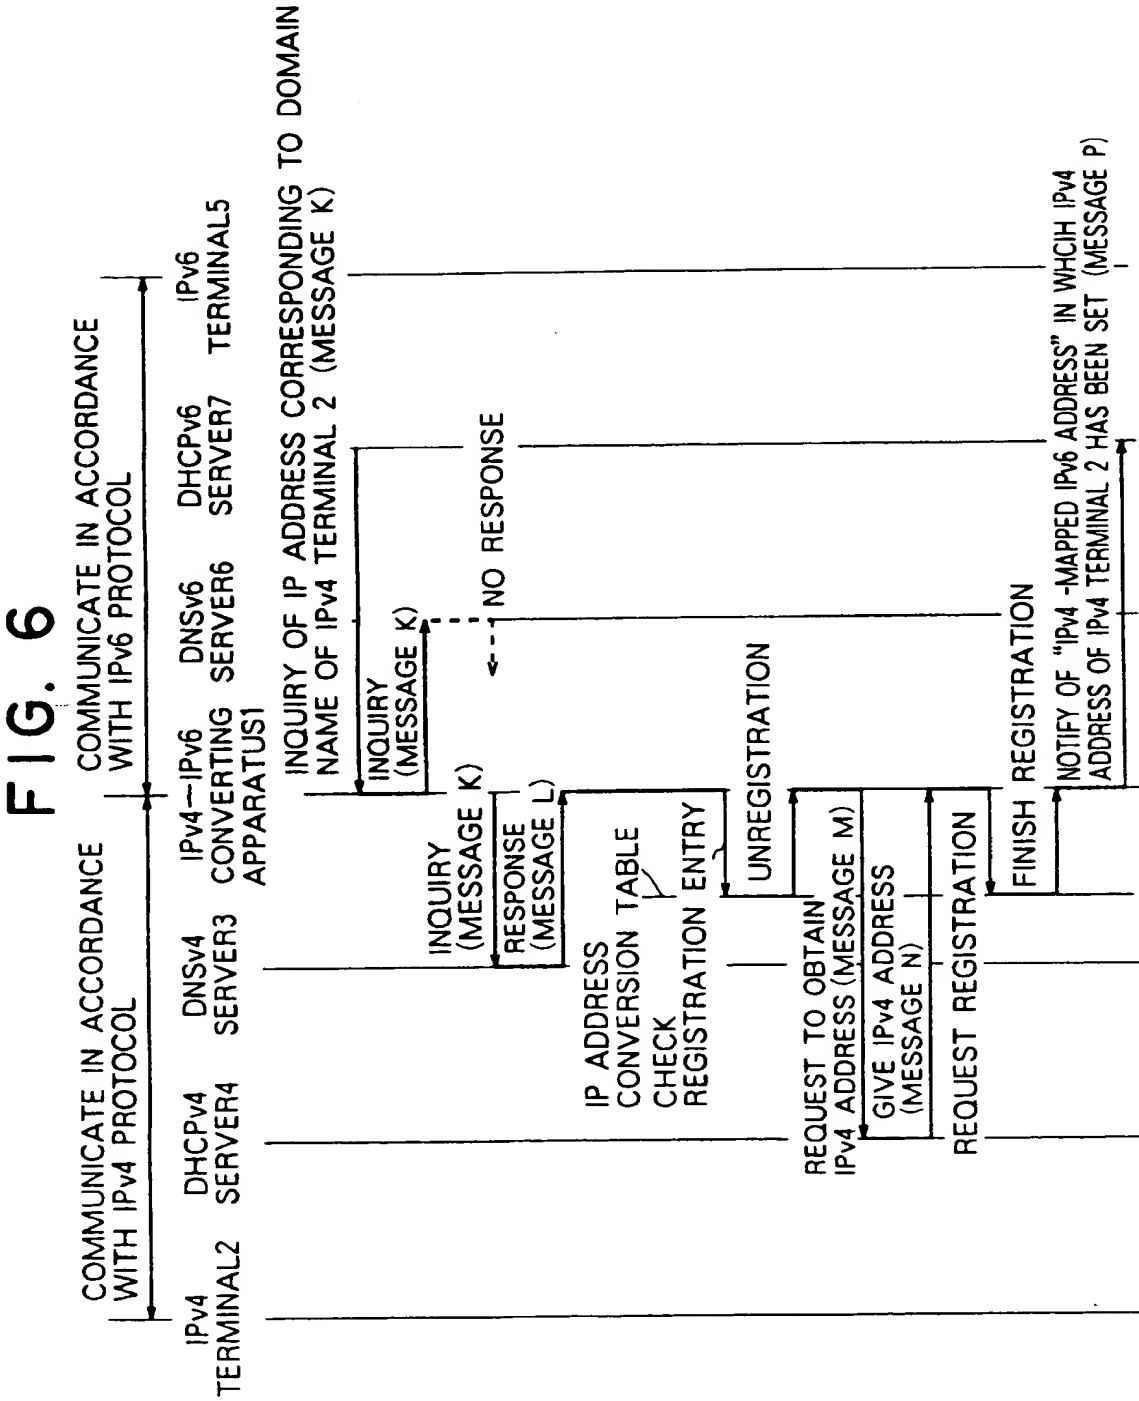 FIG. 6
COMMUNICATE IN ACCORDANCE
WITH IPv4 PROTOCOL
COMMUNICATE IN ACCORDANCE
WITH IPv6 PROTOCOL
IPv4
TERMINAL2
DHCPv4
SERVER4
DNSv4
SERVER3
IPv4—IPv6
CONVERTING
APPARATUS1
DNSv6
SERVER6
DHCPv6
SERVER7
IPv6
TERMINAL5
INQUIRY OF IP ADDRESS CORRESPONDING TO DOMAIN
NAME OF IPv4 TERMINAL 2 (MESSAGE K)
INQUIRY
(MESSAGE K)
NO RESPONSE
INQUIRY
(MESSAGE K)
RESPONSE
(MESSAGE L)
IP ADDRESS
CONVERSION TABLE
CHECK
REGISTRATION ENTRY
UNREGISTRATION
REQUEST TO OBTAIN
IPv4 ADDRESS (MESSAGE M)
GIVE IPv4 ADDRESS
(MESSAGE N)
REQUEST REGISTRATION
FINISH REGISTRATION
NOTIFY OF "IPv4 -MAPPED IPv6 ADDRESS" IN WHCIH IPv4
ADDRESS OF IPv4 TERMINAL 2 HAS BEEN SET (MESSAGE P)